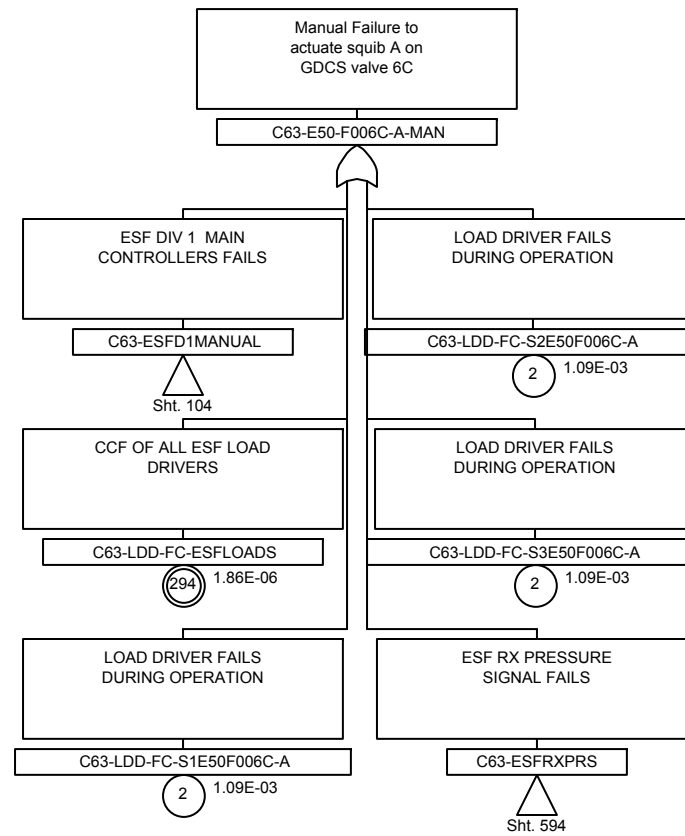 Manual Failure to
actuate squib A on
GDCS valve 6C
C63-E50-F006C-A-MAN
ESF DIV 1 MAIN
CONTROLLERS FAILS
C63-ESFD1MANUAL
Sht. 104
LOAD DRIVER FAILS
DURING OPERATION
C63-LDD-FC-S2E50F006C-A
2
1.09E-03
CCF OF ALL ESF LOAD
DRIVERS
C63-LDD-FC-ESFLOADS
294
1.86E-06
LOAD DRIVER FAILS
DURING OPERATION
C63-LDD-FC-S3E50F006C-A
2
1.09E-03
LOAD DRIVER FAILS
DURING OPERATION
C63-LDD-FC-S1E50F006C-A
2
1.09E-03
ESF RX PRESSURE
SIGNAL FAILS
C63-ESFRXPRS
Sht. 594